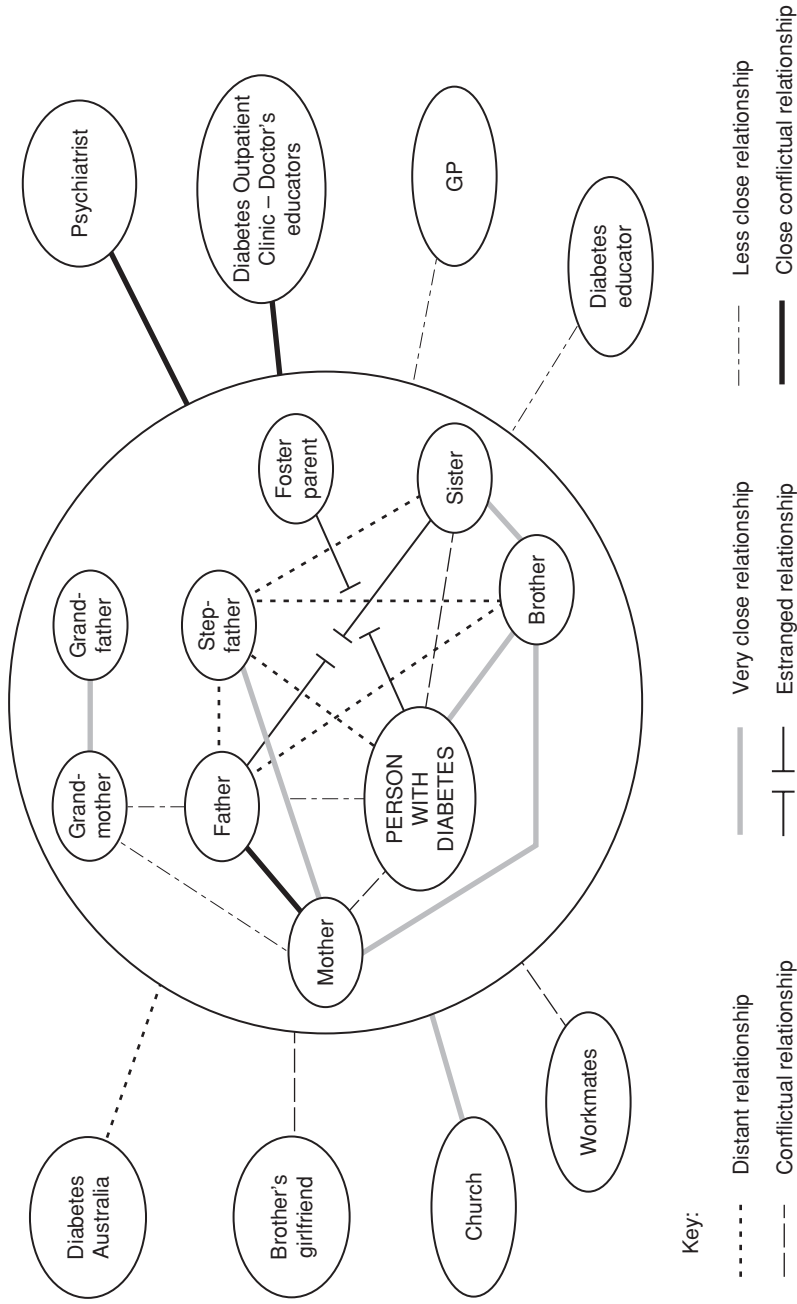 Psychiatrist
Diabetes Outpatient
Clinic – Doctor's
educators
GP
Diabetes
educator
Grand-
father
Foster
parent
Step-
father
Sister
Brother
Grand-
mother
Father
PERSON
WITH
DIABETES
Mother
Diabetes
Australia
Brother's
girlfriend
Church
Workmates
Key:
Distant relationship
Very close relationship
Less close relationship
Conflictual relationship
Estranged relationship
Close conflictual relationship